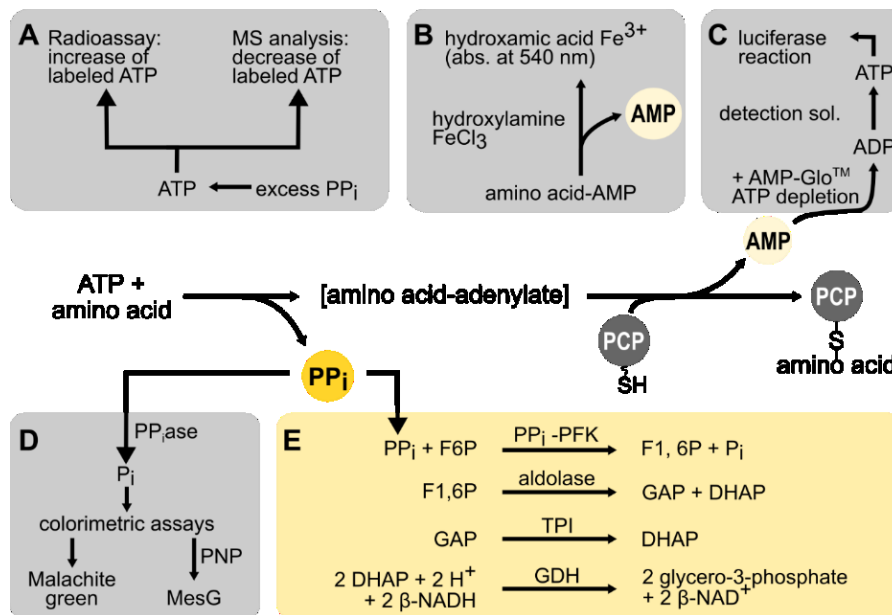 A
Radioassay:
increase of
labeled ATP
MS analysis:
decrease of
labeled ATP
ATP
excess PPi
B
hydroxamic acid Fe3+
(abs. at 540 nm)
hydroxylamine
FeCl3
AMP
amino acid-AMP
C
luciferase
reaction
ATP
detection sol.
ADP
+ AMP-Glo™
ATP depletion
AMP
ATP +
amino acid
[amino acid-adenylate]
PCP
SH
PCP
S
amino acid
PPi
D
PPiase
Pi
colorimetric assays
PNP
Malachite
green
MesG
E
PPi + F6P
PPi -PFK
F1, 6P + Pi
F1,6P
aldolase
GAP + DHAP
GAP
TPI
DHAP
2 DHAP + 2 H+
+ 2 β-NADH
GDH
2 glycero-3-phosphate
+ 2 β-NAD+